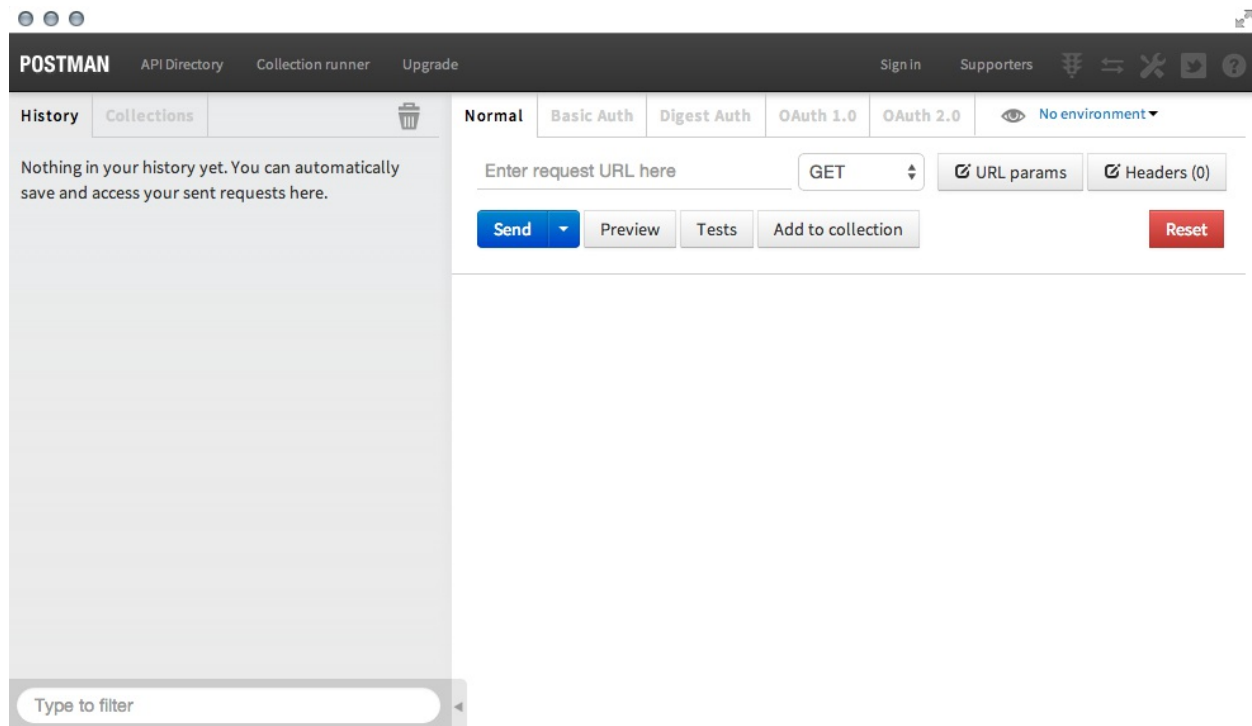 POSTMAN API Directory Collection runner Upgrade Sign in Supporters
History Collections
Nothing in your history yet. You can automatically
save and access your sent requests here.
Type to filter
Normal Basic Auth Digest Auth OAuth 1.0 OAuth 2.0 No environment
Enter request URL here GET URL params Headers (0)
Send Preview Tests Add to collection Reset